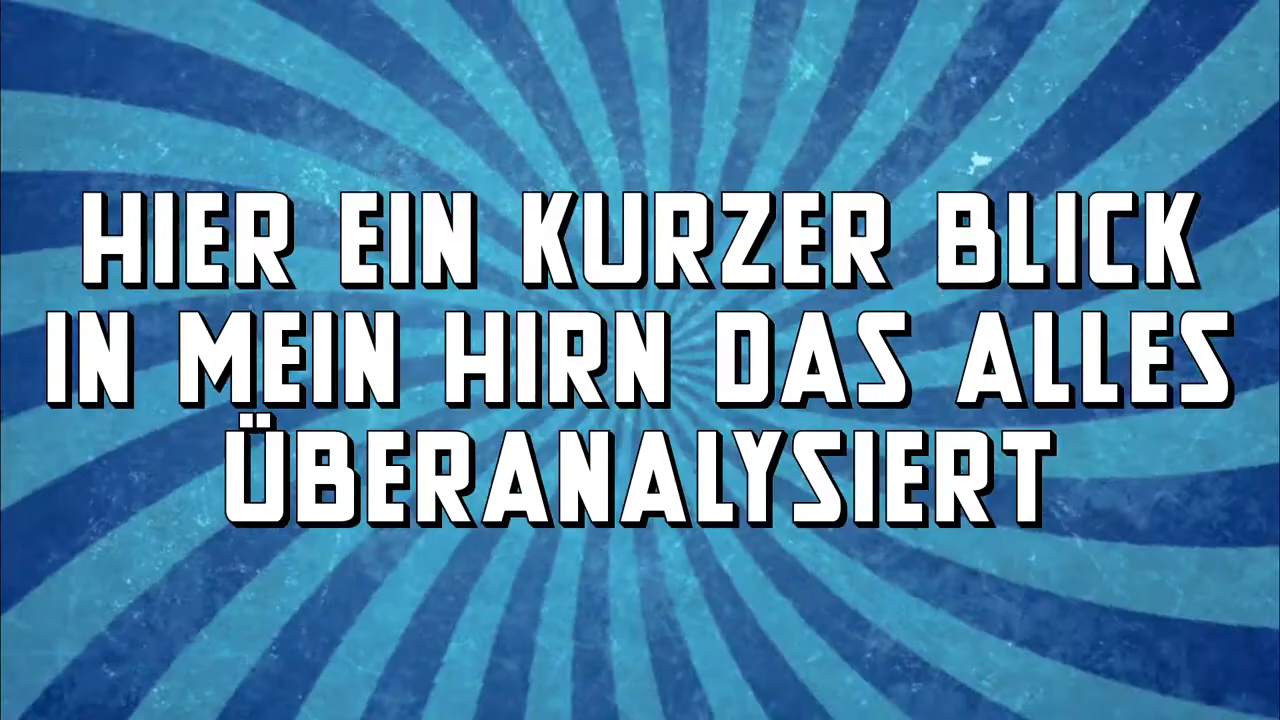 HIER EIN KURZER BLICK
IN MEIN HIRN DAS ALLES
ÜBERANALYSIERT